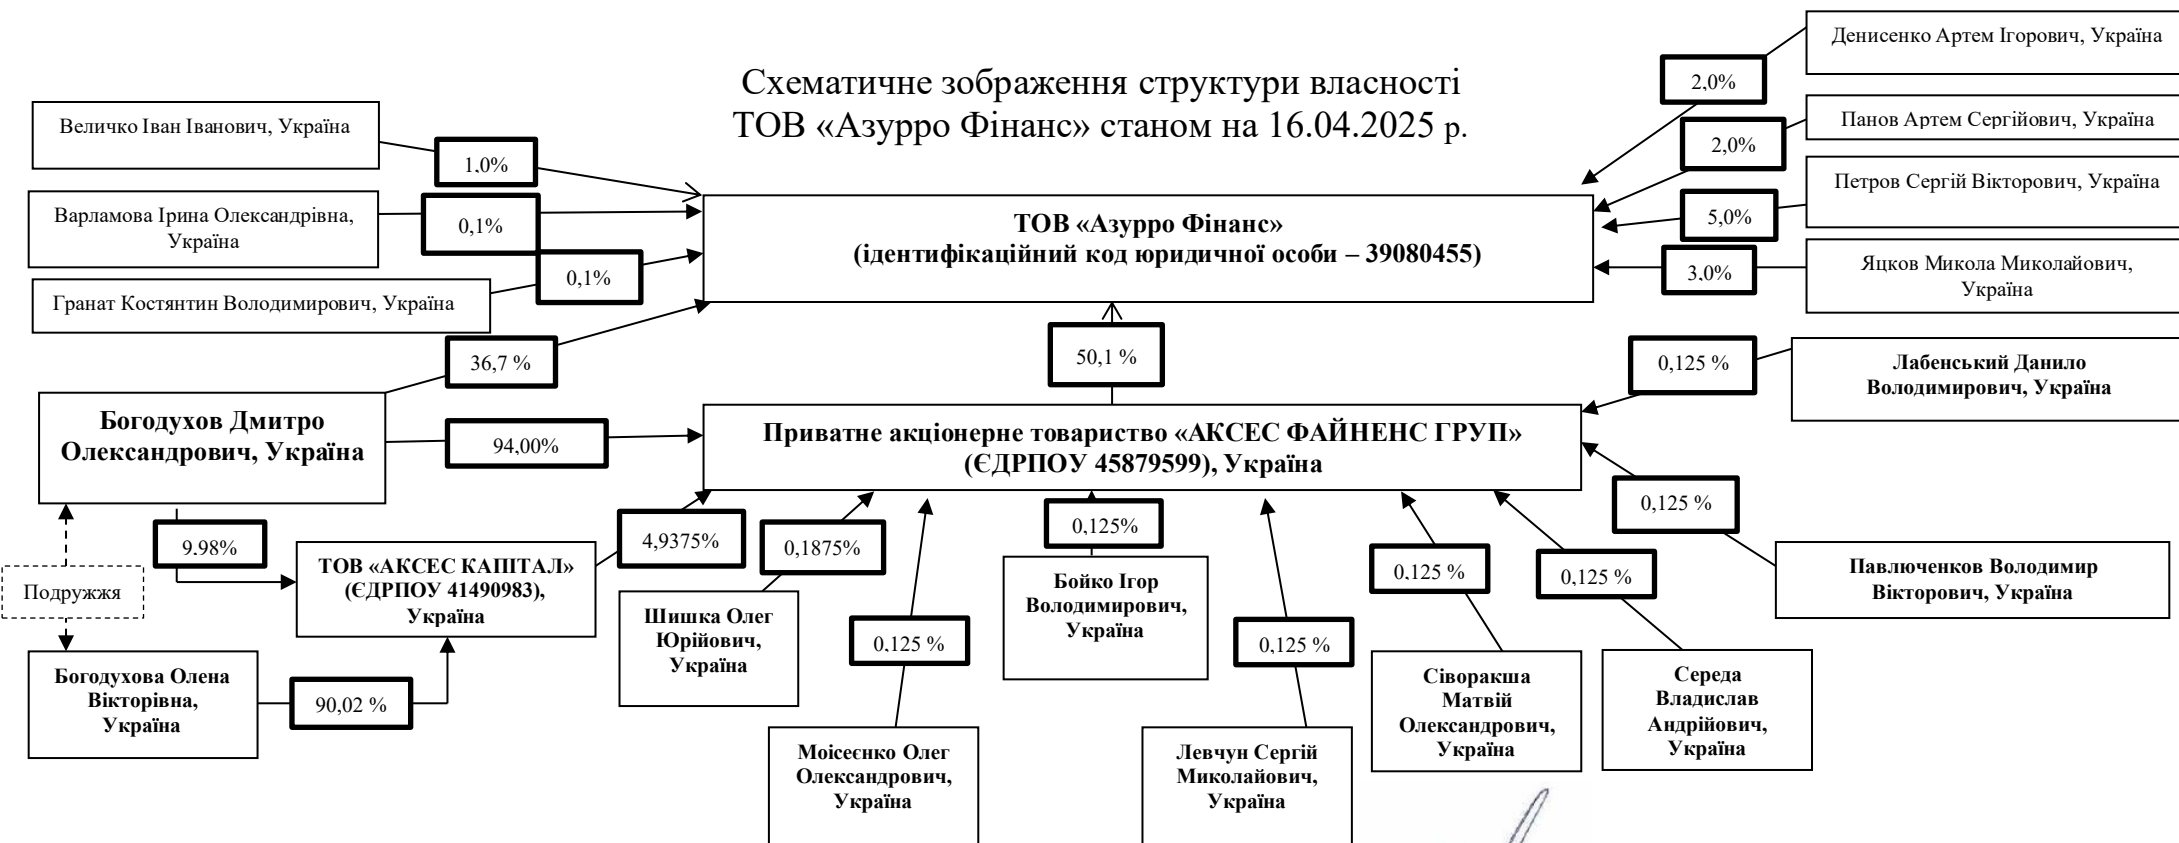 Схематичне зображення структури власності
ТОВ «Азурро Фінанс» станом на 16.04.2025 р.
Величко Іван Іванович, Україна
1,0%
Варламова Ірина Олександрівна,
Україна
0,1%
Гранат Костянтин Володимирович, Україна
0,1%
Денисенко Артем Ігорович, Україна
2,0%
Панов Артем Сергійович, Україна
2,0%
Петров Сергій Вікторович, Україна
5,0%
Яцков Микола Миколайович,
Україна
3,0%
ТОВ «Азурро Фінанс»
(ідентифікаційний код юридичної особи – 39080455)
36,7 %
50,1 %
0,125 %
Лабенський Данило
Володимирович, Україна
Богодухов Дмитро
Олександрович, Україна
94,00%
Приватне акціонерне товариство «АКСЕС ФАЙНЕНС ГРУП»
(ЄДРПОУ 45879599), Україна
0,125 %
Павлюченков Володимир
Вікторович, Україна
9,98%
ТОВ «АКСЕС КАПІТАЛ»
(ЄДРПОУ 41490983),
Україна
4,9375%
0,1875%
0,125%
0,125 %
0,125 %
Подружжя
Шишка Олег
Юрійович,
Україна
0,125 %
Бойко Ігор
Володимирович,
Україна
0,125 %
Богодухова Олена
Вікторівна,
Україна
90,02 %
Моісеєнко Олег
Олександрович,
Україна
Левчун Сергій
Миколайович,
Україна
Сіворакша
Матвій
Олександрович,
Україна
Середа
Владислав
Андрійович,
Україна